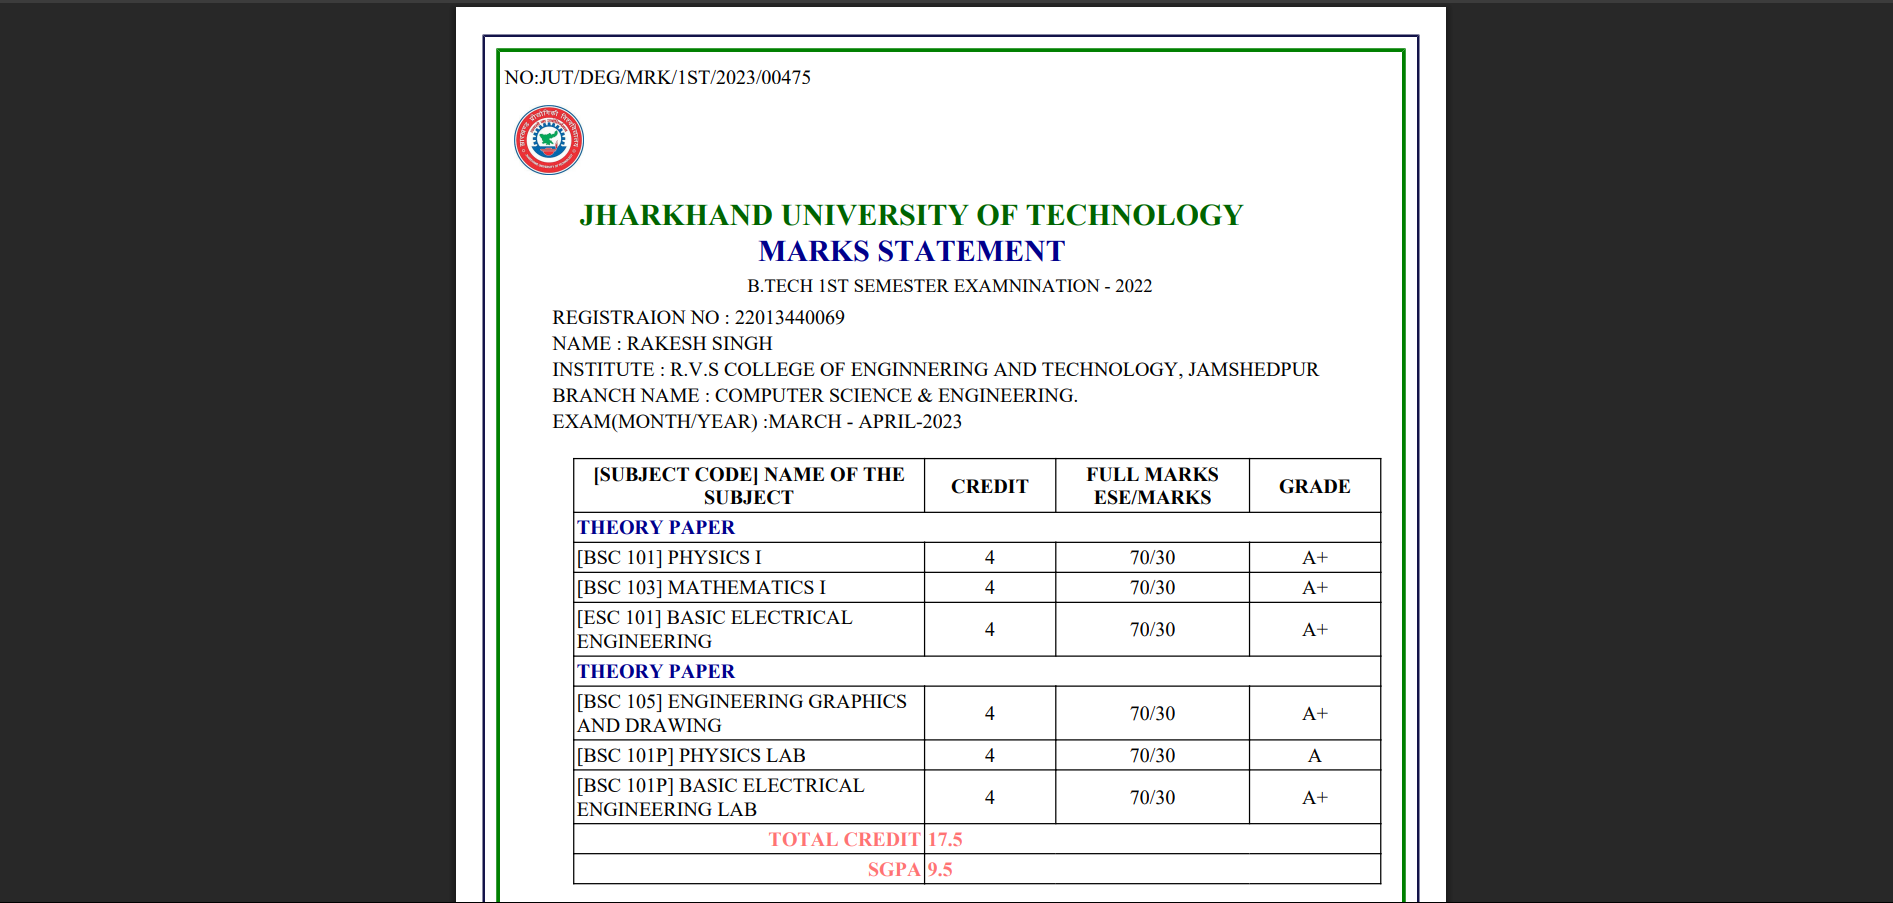 NO:JUT/DEG/MRK/1ST/2023/00475
JHARKHAND UNIVERSITY OF TECHNOLOGY
MARKS STATEMENT
B.TECH 1ST SEMESTER EXAMNINATION - 2022
REGISTRAION NO : 22013440069
NAME : RAKESH SINGH
INSTITUTE : R.V.S COLLEGE OF ENGINNERING AND TECHNOLOGY, JAMSHEDPUR
BRANCH NAME : COMPUTER SCIENCE & ENGINEERING.
EXAM(MONTH/YEAR) :MARCH - APRIL-2023
[SUBJECT CODE] NAME OF THE
SUBJECT
CREDIT
FULL MARKS
ESE/MARKS
GRADE
THEORY PAPER
[BSC 101] PHYSICS I 4 70/30 A+
[BSC 103] MATHEMATICS I 4 70/30 A+
[ESC 101] BASIC ELECTRICAL
ENGINEERING 4 70/30 A+
THEORY PAPER
[BSC 105] ENGINEERING GRAPHICS
AND DRAWING 4 70/30 A+
[BSC 101P] PHYSICS LAB 4 70/30 A
[BSC 101P] BASIC ELECTRICAL
ENGINEERING LAB 4 70/30 A+
TOTAL CREDIT 17.5
SGPA 9.5